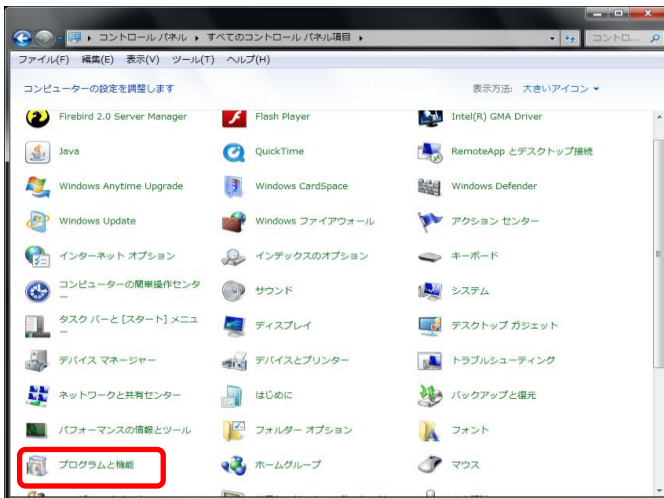 コントロール パネル ▸ すべてのコントロール パネル項目 ▸
コントロ...
ファイル(F) 編集(E) 表示(V) ツール(T) ヘルプ(H)
コンピューターの設定を調整します
表示方法: 大きいアイコン
Firebird 2.0 Server Manager
Flash Player
Intel(R) GMA Driver
Java
QuickTime
RemoteApp とデスクトップ接続
Windows Anytime Upgrade
Windows CardSpace
Windows Defender
Windows Update
Windows ファイアウォール
アクション センター
インターネット オプション
インデックスのオプション
キーボード
コンピューターの簡単操作センタ
ー
サウンド
システム
タスク バーと [スタート] メニュ
ー
ディスプレイ
デスクトップ ガジェット
デバイス マネージャー
デバイスとプリンター
トラブルシューティング
ネットワークと共有センター
はじめに
バックアップと復元
パフォーマンスの情報とツール
フォルダー オプション
フォント
プログラムと機能
ホームグループ
マウス